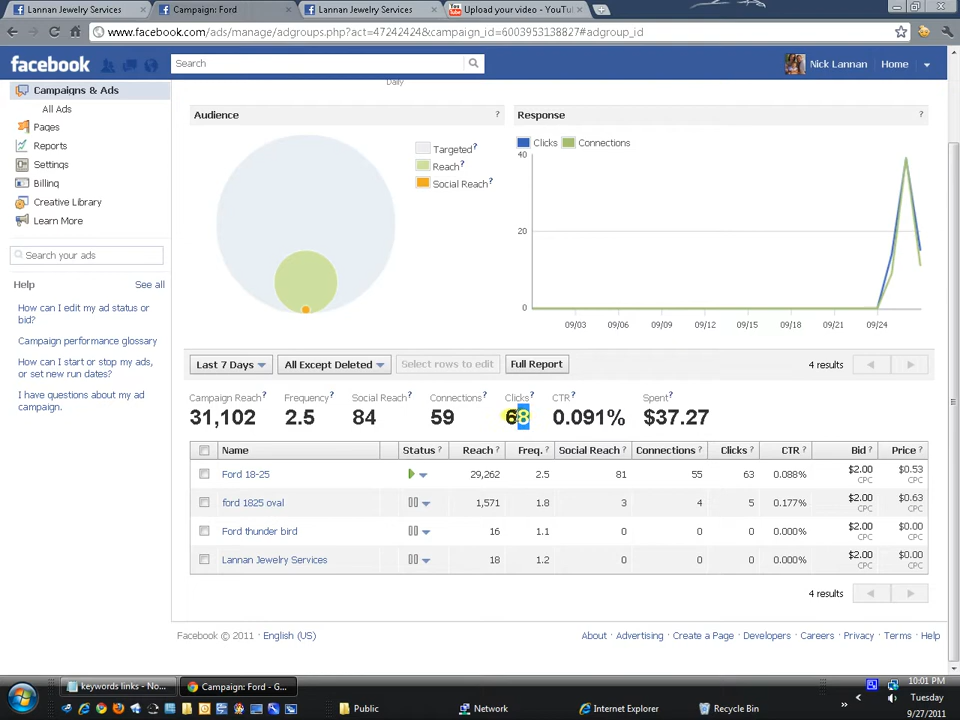 Lannan Jewelry Services
Campaign: Ford
Lannan Jewelry Services
Upload your video - YouTu
www.facebook.com/ads/manage/adgroups.php?act=47242424&campaign_id=6003953138827#adgroup_id
facebook
Search
Nick Lannan
Home
Campaigns & Ads
All Ads
Pages
Reports
Settings
Billing
Creative Library
Learn More
Search your ads
Help
See all
How can I edit my ad status or
bid?
Campaign performance glossary
How can I start or stop my ads,
or set new run dates?
I have questions about my ad
campaign.
Daily
Audience ?
Targeted?
Reach?
Social Reach?
Response ?
Clicks Connections
40
20
0
09/03 09/06 09/09 09/12 09/15 09/18 09/21 09/24
Last 7 Days All Except Deleted Select rows to edit Full Report 4 results
Campaign Reach? Frequency? Social Reach? Connections? Clicks? CTR? Spent?
31,102 2.5 84 59 68 0.091% $37.27
Name Status? Reach? Freq.? Social Reach? Connections? Clicks? CTR? Bid? Price?
Ford 18-25 29,262 2.5 81 55 63 0.088% $2.00 CPC $0.53 CPC
ford 1825 oval 1,571 1.8 3 4 5 0.177% $2.00 CPC $0.63 CPC
Ford thunder bird 16 1.1 0 0 0 0.000% $2.00 CPC $0.00 CPC
Lannan Jewelry Services 18 1.2 0 0 0 0.000% $2.00 CPC $0.00 CPC
4 results
Facebook © 2011 · English (US)
About · Advertising · Create a Page · Developers · Careers · Privacy · Terms · Help
keywords links - No...
Campaign: Ford - G...
Public
Network
Internet Explorer
Recycle Bin
10:01 PM
Tuesday
9/27/2011